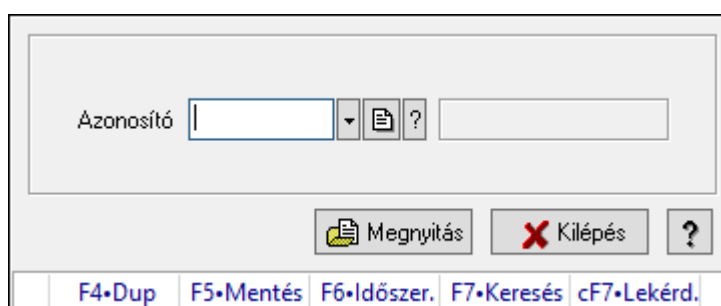 Azonosító ?
Megnyitás Kilépés ?
F4•Dup F5•Mentés F6•Időszer. F7•Keresés cF7•Lekérd.